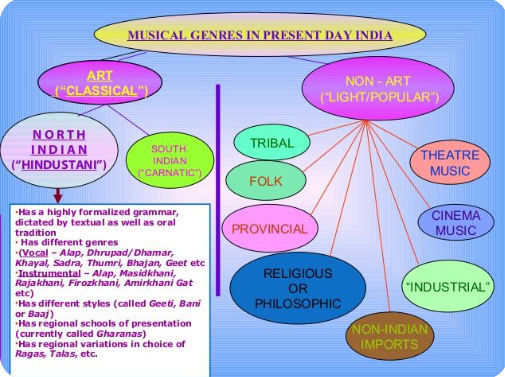 MUSICAL GENRES IN PRESENT DAY INDIA
ART
("CLASSICAL")
NON - ART
("LIGHT/POPULAR")
NORTH
INDIAN
("HINDUSTANI")
SOUTH
INDIAN
("CARNATIC")
TRIBAL
FOLK
PROVINCIAL
RELIGIOUS
OR
PHILOSOPHIC
THEATRE
MUSIC
CINEMA
MUSIC
"INDUSTRIAL"
NON-INDIAN
IMPORTS
•Has a highly formalized grammar,
dictated by textual as well as oral
tradition
• Has different genres
•(Vocal – Alap, Dhrupad/Dhamar,
Khayal, Sadra, Thumri, Bhajan, Geet etc
•Instrumental – Alap, Masidkhani,
Rajakhani, Firozkhani, Amirkhani Gat
etc)
•Has different styles (called Geeti, Bani
or Baaj)
•Has regional schools of presentation
(currently called Gharanas)
•Has regional variations in choice of
Ragas, Talas, etc.